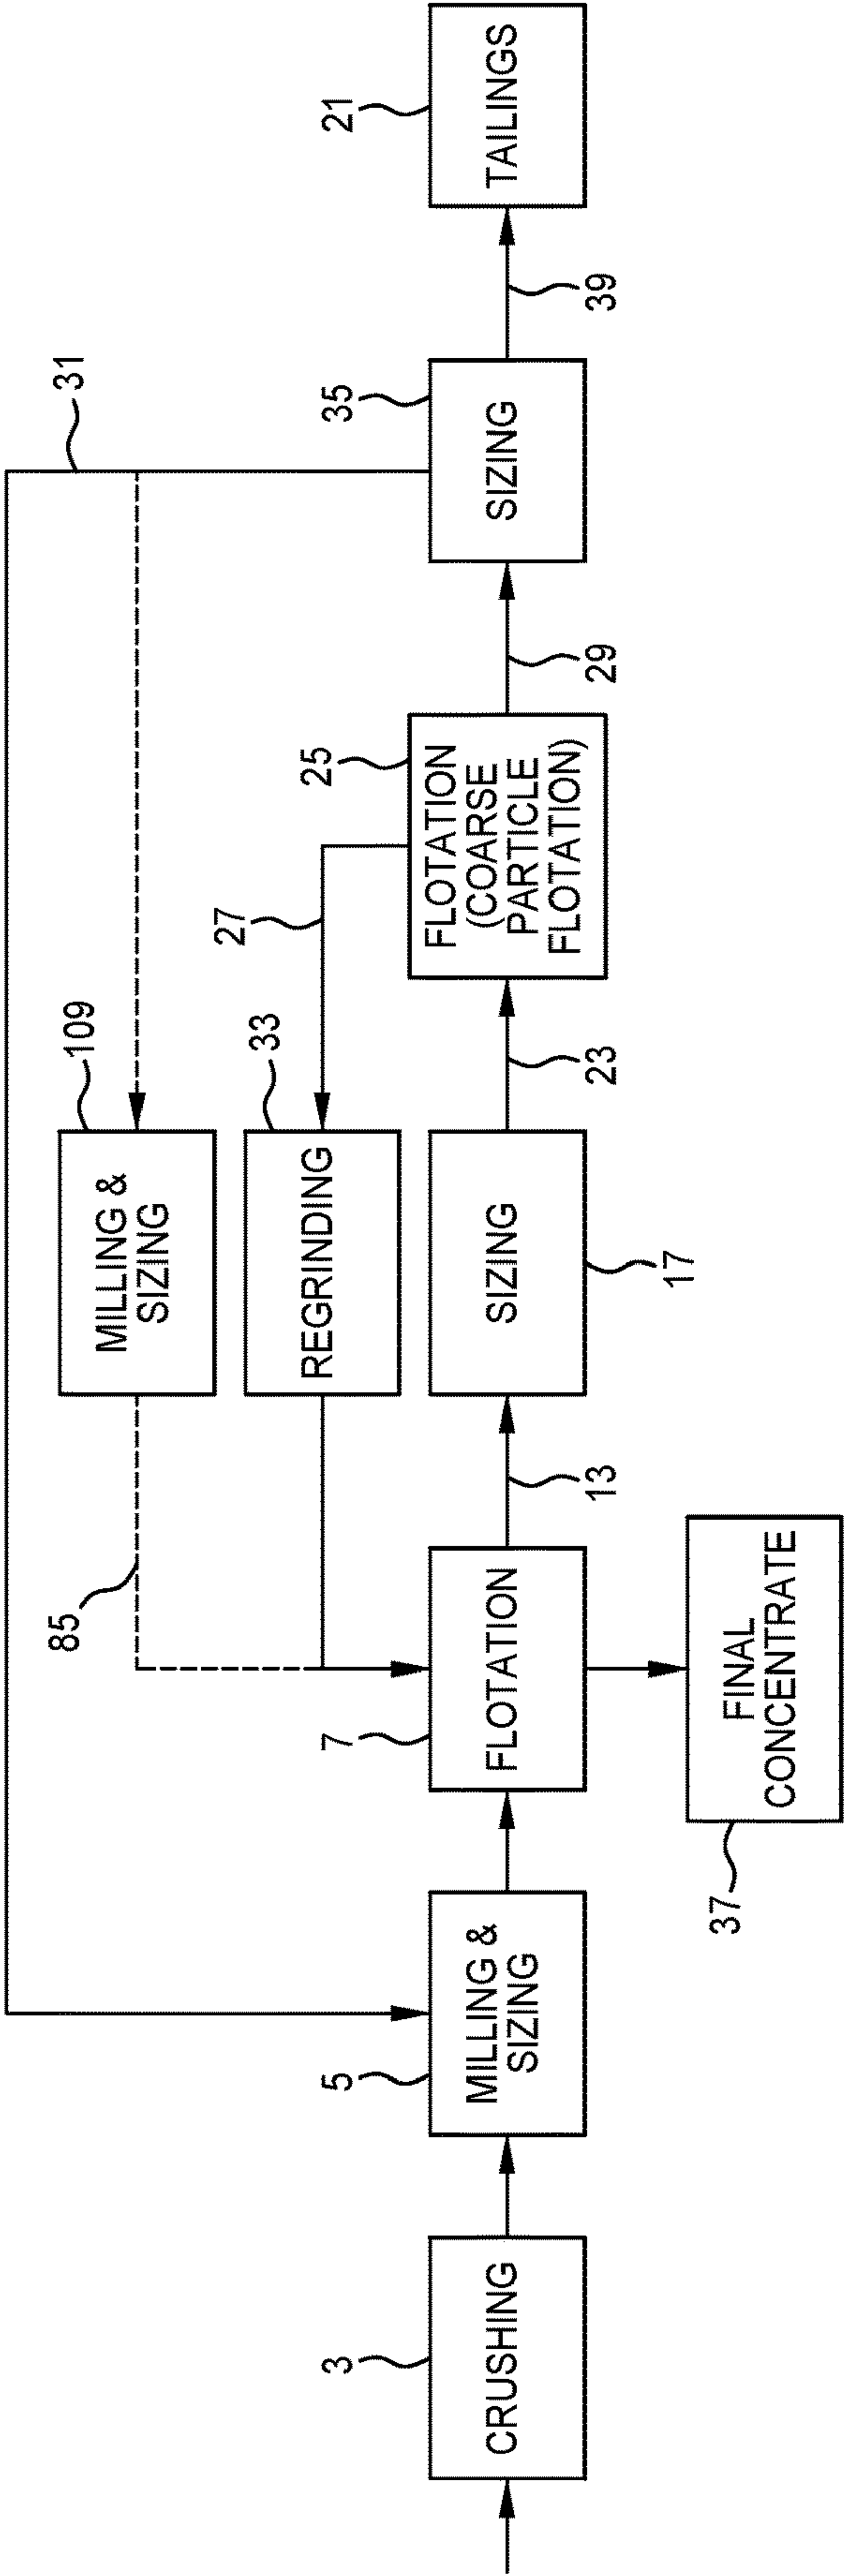 3
CRUSHING
5
MILLING &
SIZING
7
FLOTATION
37
FINAL
CONCENTRATE
85
13
109
MILLING &
SIZING
33
REGRINDING
SIZING
17
27
23
25
FLOTATION
(COARSE
PARTICLE
FLOTATION)
29
31
35
SIZING
39
21
TAILINGS